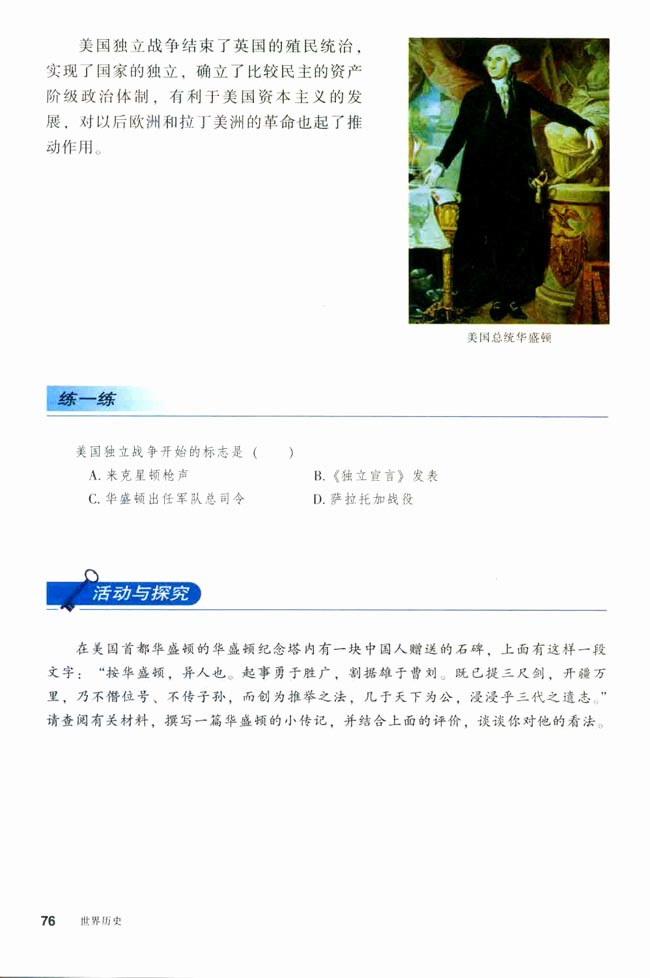 美国独立战争结束了英国的殖民统治，
实现了国家的独立，确立了比较民主的资产
阶级政治体制，有利于美国资本主义的发
展，对以后欧洲和拉丁美洲的革命也起了推
动作用。
美国总统华盛顿
练一练
美国独立战争开始的标志是（　　）
A. 来克星顿枪声　　B.《独立宣言》发表
C. 华盛顿出任军队总司令　　D. 萨拉托加战役
活动与探究
在美国首都华盛顿的华盛顿纪念塔内有一块中国人赠送的石碑，上面有这样一段
文字：“按华盛顿，异人也。起事勇于胜广，割据雄于曹刘。既已提三尺剑，开疆万
里，乃不僭位号、不传子孙，而创为推举之法，几于天下为公，浸浸乎三代之遗志。”
请查阅有关材料，撰写一篇华盛顿的小传记，并结合上面的评价，谈谈你对他的看法。
76　世界历史